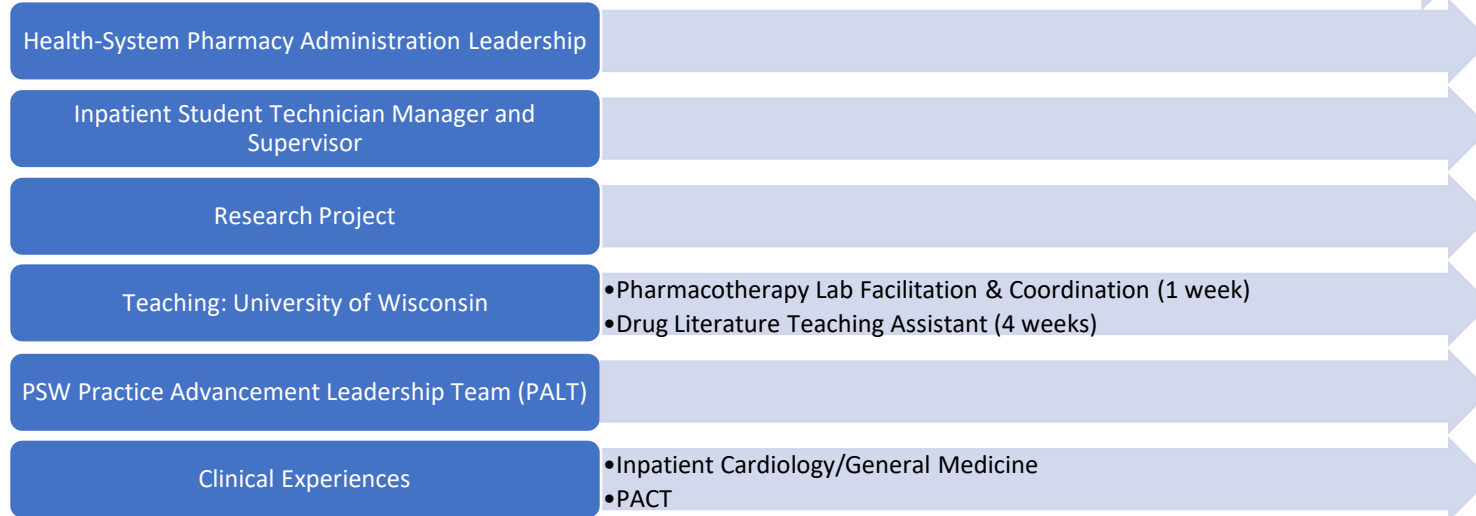 Health-System Pharmacy Administration Leadership
Inpatient Student Technician Manager and
Supervisor
Research Project
Teaching: University of Wisconsin
•Pharmacotherapy Lab Facilitation & Coordination (1 week)
•Drug Literature Teaching Assistant (4 weeks)
PSW Practice Advancement Leadership Team (PALT)
Clinical Experiences
•Inpatient Cardiology/General Medicine
•PACT